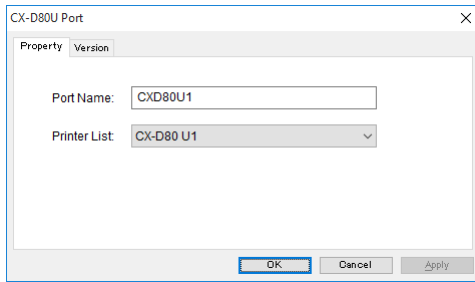 CX-D80U Port
Property Version
Port Name: CXD80U1
Printer List: CX-D80 U1
OK Cancel Apply